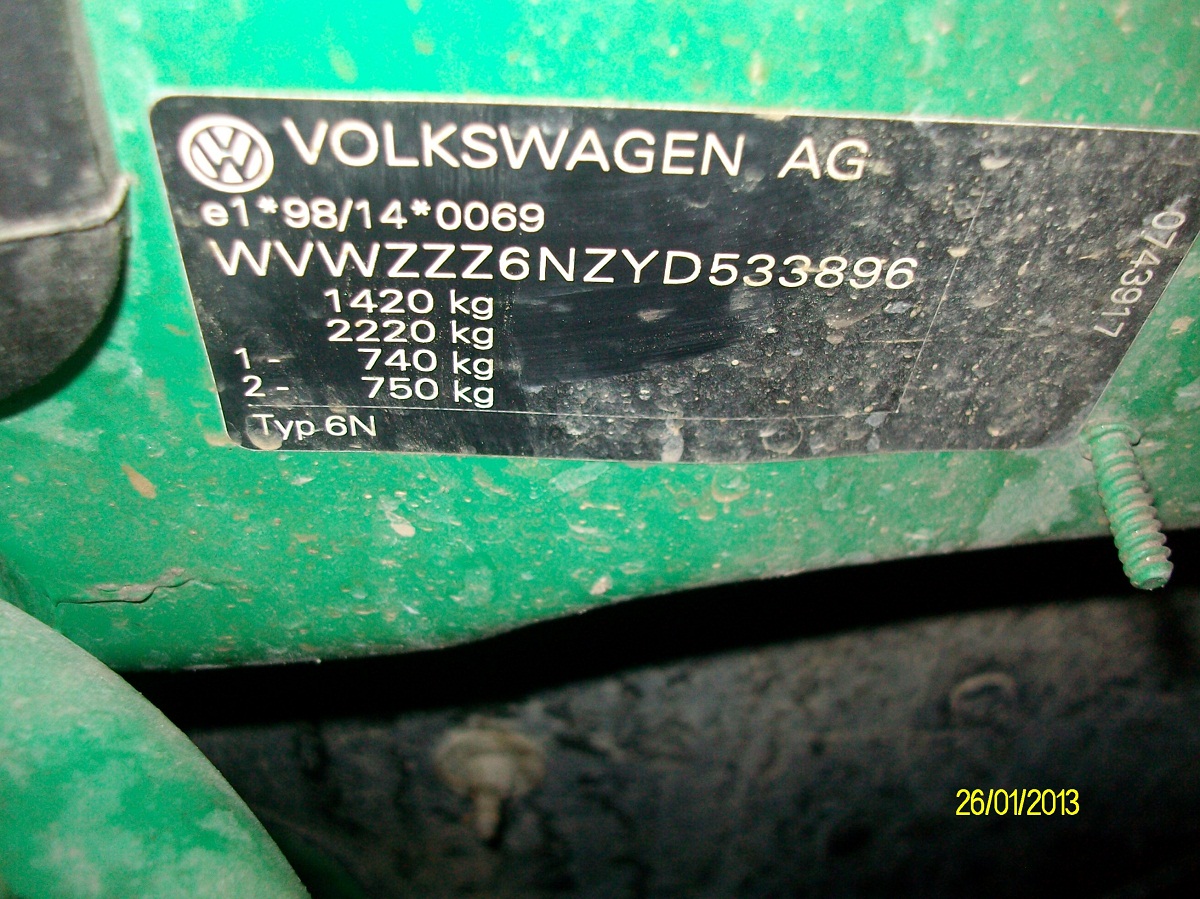 VOLKSWAGEN AG
e1*98/14*0069
WVWZZZ6NZYD533896
1420 kg
2220 kg
1- 740 kg
2- 750 kg
Typ 6N
0743917
26/01/2013